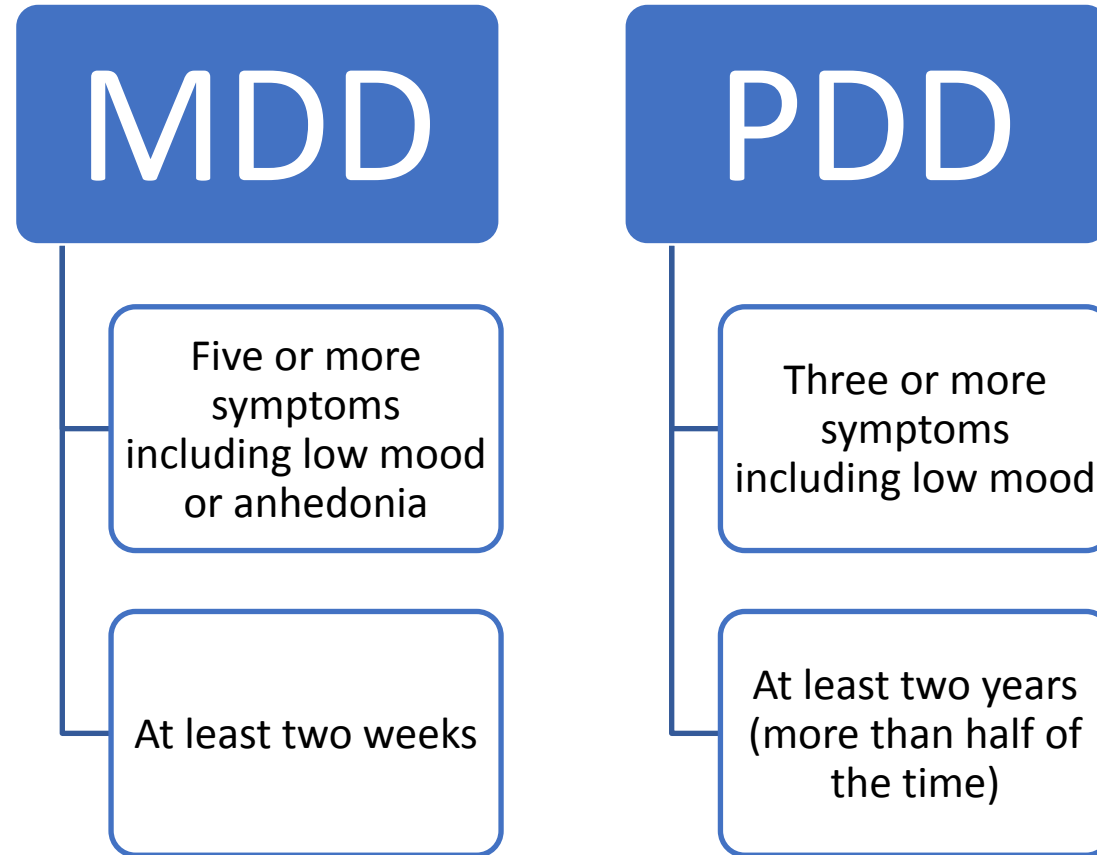 MDD
Five or more
symptoms
including low mood
or anhedonia
At least two weeks
PDD
Three or more
symptoms
including low mood
At least two years
(more than half of
the time)